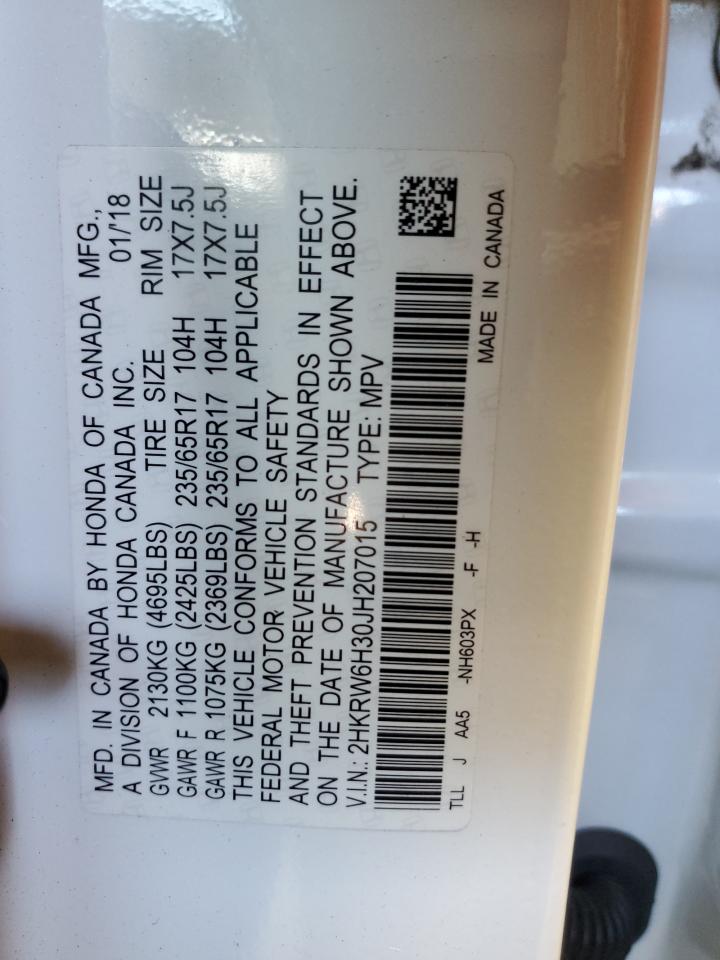 MFD. IN CANADA BY HONDA OF CANADA MFG.,
A DIVISION OF HONDA CANADA INC. 01/18
GVWR 2130KG (4695LBS) TIRE SIZE RIM SIZE
GAWR F 1100KG (2425LBS) 235/65R17 104H 17X7.5J
GAWR R 1075KG (2369LBS) 235/65R17 104H 17X7.5J
THIS VEHICLE CONFORMS TO ALL APPLICABLE
FEDERAL MOTOR VEHICLE SAFETY
AND THEFT PREVENTION STANDARDS IN EFFECT
ON THE DATE OF MANUFACTURE SHOWN ABOVE.
V.I.N.: 2HKRW6H30JH207015 TYPE: MPV
TLL J AA5 -NH603PX -F -H
MADE IN CANADA